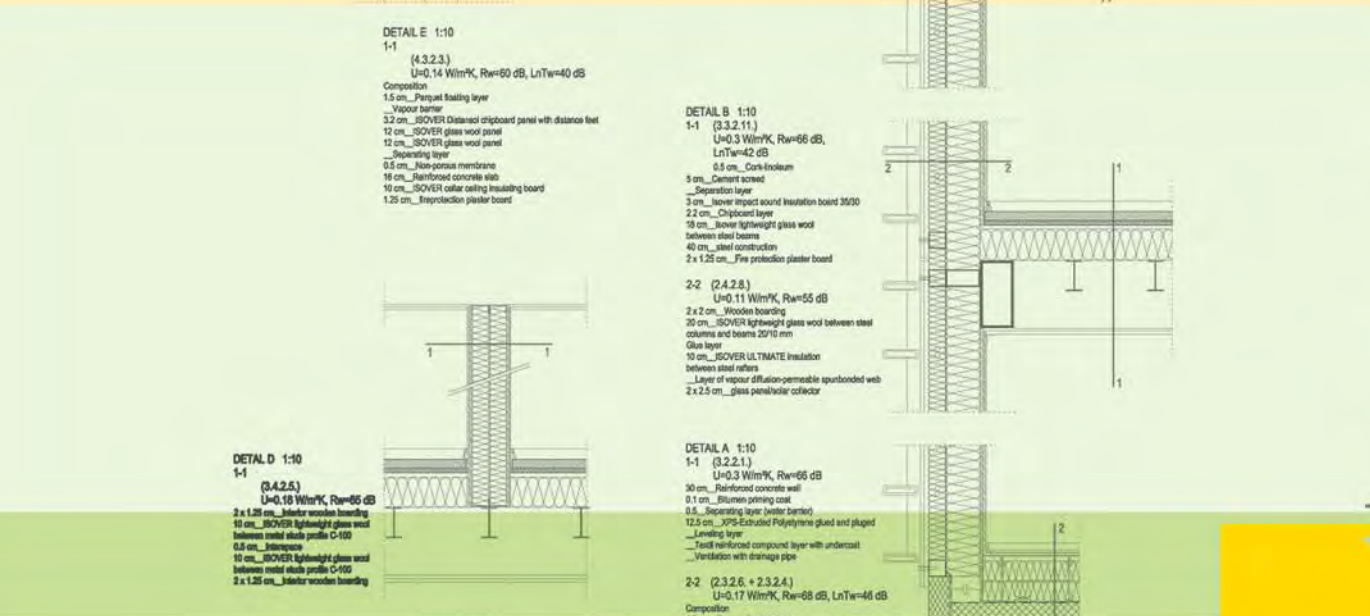 DETAIL E 1:10
1-1
(4.3.2.3.)
U=0.14 W/m²K, Rw=60 dB, LnTw=40 dB
Composition
1.5 cm__Parquet floating layer
__Vapour barrier
3.2 cm__ISOVER Distansol chipboard panel with distance feet
12 cm__ISOVER glass wool panel
12 cm__ISOVER glass wool panel
__Separating layer
0.5 cm__Non-porous membrane
16 cm__Reinforced concrete slab
10 cm__ISOVER cellar ceiling insulating board
1.25 cm__fireprotection plaster board
1 1
DETAL D 1:10
1-1
(3.4.2.5.)
U=0.18 W/m²K, Rw=65 dB
2 x 1.25 cm__Interior wooden boarding
10 cm__ISOVER lightweight glass wool
between metal studs profile C-100
0.5 cm__Interspace
10 cm__ISOVER lightweight glass wool
between metal studs profile C-100
2 x 1.25 cm__Interior wooden boarding
DETAIL B 1:10
1-1 (3.3.2.11.)
U=0.3 W/m²K, Rw=66 dB,
LnTw=42 dB
0.5 cm__Cork-linoleum
5 cm__Cement screed
__Separation layer
3 cm__Isover impact sound insulation board 35/30
2.2 cm__Chipboard layer
18 cm__Isover lightweight glass wool
between steel beams
40 cm__steel construction
2 x 1.25 cm__Fire protection plaster board
2-2 (2.4.2.8.)
U=0.11 W/m²K, Rw=55 dB
2 x 2 cm__Wooden boarding
20 cm__ISOVER lightweight glass wool between steel
columns and beams 20/10 mm
Glue layer
10 cm__ISOVER ULTIMATE insulation
between steel rafters
__Layer of vapour diffusion-permeable spunbonded web
2 x 2.5 cm__glass panel/solar collector
2 2 1
1
DETAIL A 1:10
1-1 (3.2.2.1.)
U=0.3 W/m²K, Rw=66 dB
30 cm__Reinforced concrete wall
0.1 cm__Bitumen priming coat
0.5__Separating layer (water barrier)
12.5 cm__XPS-Extruded Polystyrene glued and pluged
__Leveling layer
__Textil reinforced compound layer with undercoat
__Ventilation with drainage pipe
2-2 (2.3.2.6. + 2.3.2.4.)
U=0.17 W/m²K, Rw=68 dB, LnTw=46 dB
Composition
2